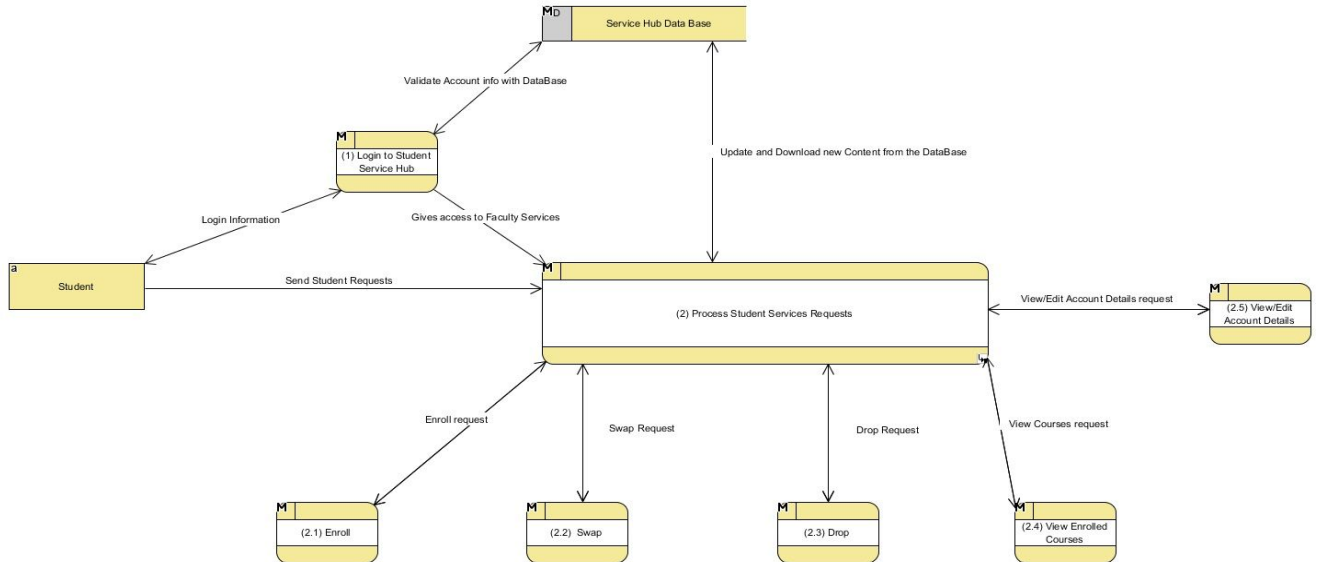 M D
Service Hub Data Base
Validate Account info with DataBase
M
(1) Login to Student
Service Hub
Update and Download new Content from the DataBase
Login Information
Gives access to Faculty Services
a
Student
Send Student Requests
M
(2) Process Student Services Requests
View/Edit Account Details request
M
(2.5) View/Edit
Account Details
Enroll request
Swap Request
Drop Request
View Courses request
M
(2.1) Enroll
M
(2.2) Swap
M
(2.3) Drop
M
(2.4) View Enrolled
Courses